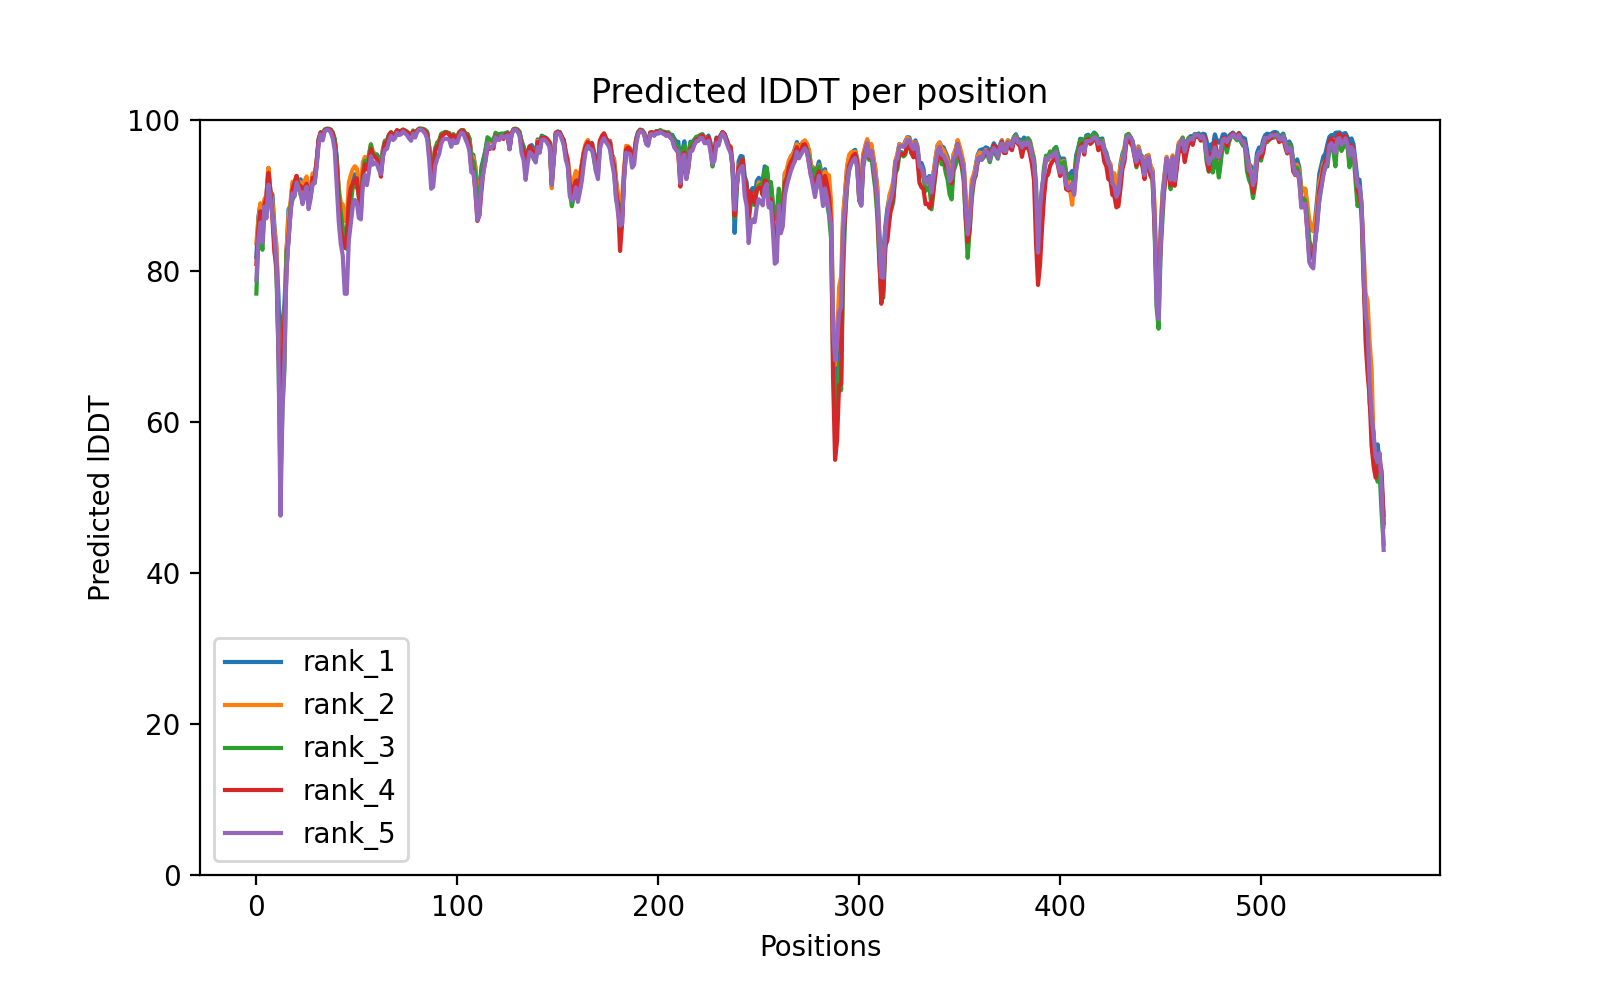 Predicted lDDT per position
100
80
60
40
20
0
Predicted lDDT
rank_1
rank_2
rank_3
rank_4
rank_5
0 100 200 300 400 500
Positions